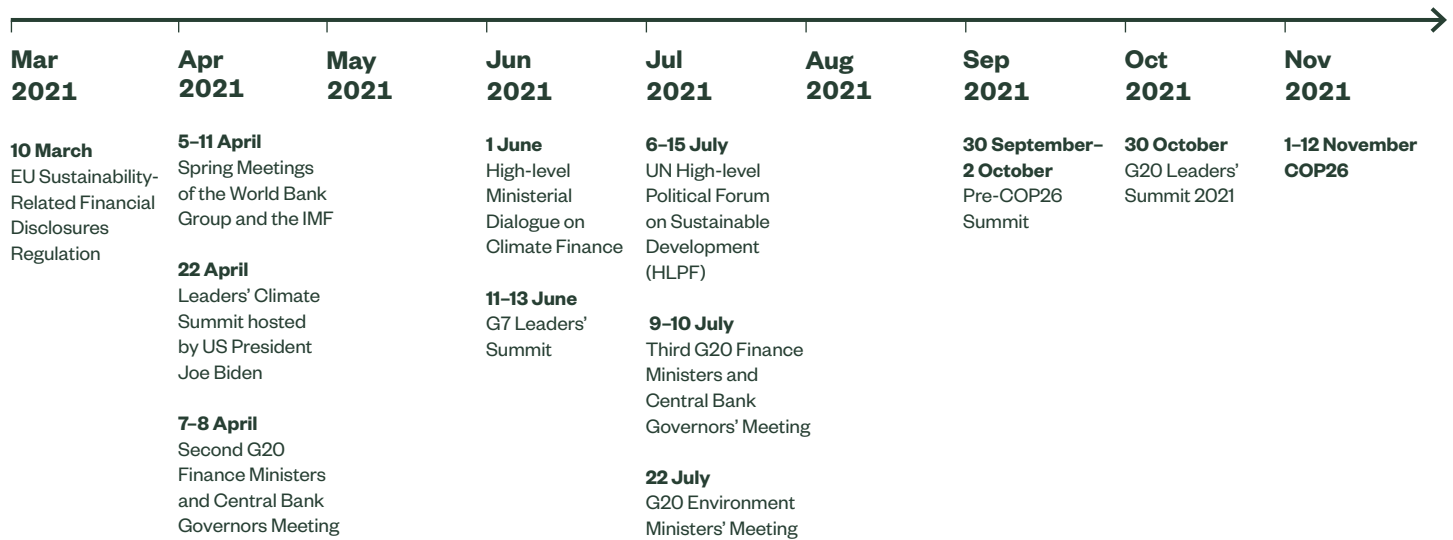 Mar
2021
10 March
EU Sustainability-
Related Financial
Disclosures
Regulation
Apr
2021
5–11 April
Spring Meetings
of the World Bank
Group and the IMF
22 April
Leaders’ Climate
Summit hosted
by US President
Joe Biden
7–8 April
Second G20
Finance Ministers
and Central Bank
Governors Meeting
May
2021
Jun
2021
1 June
High-level
Ministerial
Dialogue on
Climate Finance
11–13 June
G7 Leaders’
Summit
Jul
2021
6–15 July
UN High-level
Political Forum
on Sustainable
Development
(HLPF)
9–10 July
Third G20 Finance
Ministers and
Central Bank
Governors’ Meeting
22 July
G20 Environment
Ministers’ Meeting
Aug
2021
Sep
2021
30 September–
2 October
Pre-COP26
Summit
Oct
2021
30 October
G20 Leaders’
Summit 2021
Nov
2021
1–12 November
COP26